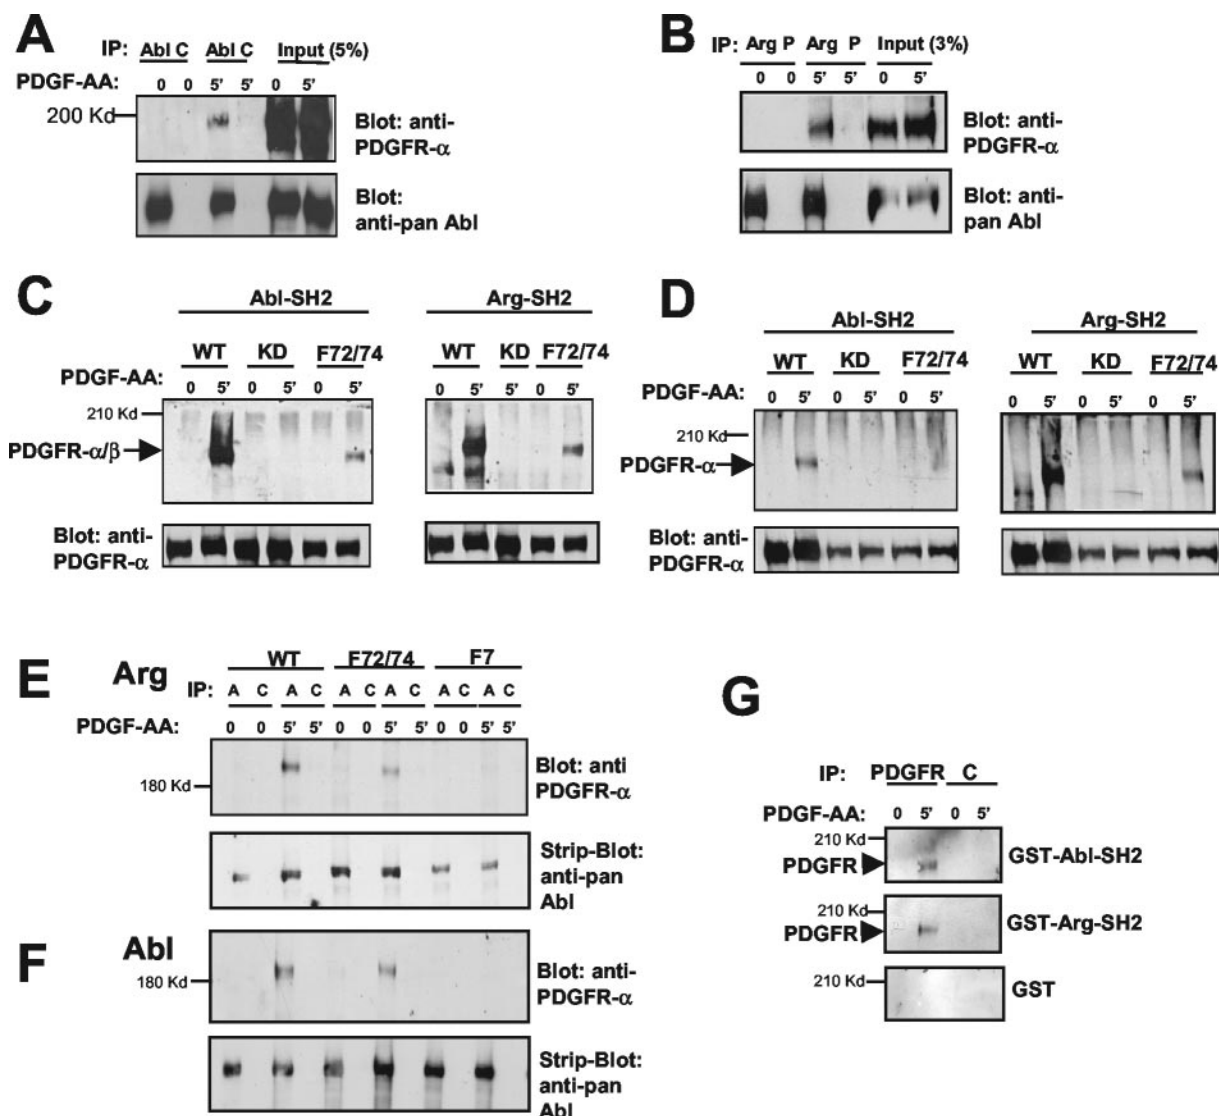 A
IP: Abl C Abl C Input (5%)
PDGF-AA: 0 0 5' 5' 0 5'
200 Kd
Blot: anti-
PDGFR-α
Blot:
anti-pan Abl
B
IP: Arg P Arg P Input (3%)
0 0 5' 5' 0 5'
Blot: anti-
PDGFR-α
Blot: anti-
pan Abl
C
Abl-SH2 Arg-SH2
WT KD F72/74 WT KD F72/74
PDGF-AA: 0 5' 0 5' 0 5' 0 5' 5' 0 5'
210 Kd
PDGFR-α/β
Blot: anti-
PDGFR-α
D
Abl-SH2 Arg-SH2
WT KD F72/74 WT KD F72/74
PDGF-AA: 0 5' 0 5' 0 5' 0 5' 0 5' 0 5'
210 Kd
PDGFR-α
Blot: anti-
PDGFR-α
E
Arg
WT F72/74 F7
IP: A C A C A C A C A C A C
PDGF-AA: 0 0 5' 5' 0 0 5' 5' 0 0 5' 5'
180 Kd
Blot: anti
PDGFR-α
Strip-Blot:
anti-pan
Abl
F
Abl
180 Kd
Blot: anti-
PDGFR-α
Strip-Blot:
anti-pan
Abl
G
IP: PDGFR C
PDGF-AA: 0 5' 0 5'
210 Kd
PDGFR
GST-Abl-SH2
210 Kd
PDGFR
GST-Arg-SH2
210 Kd
GST